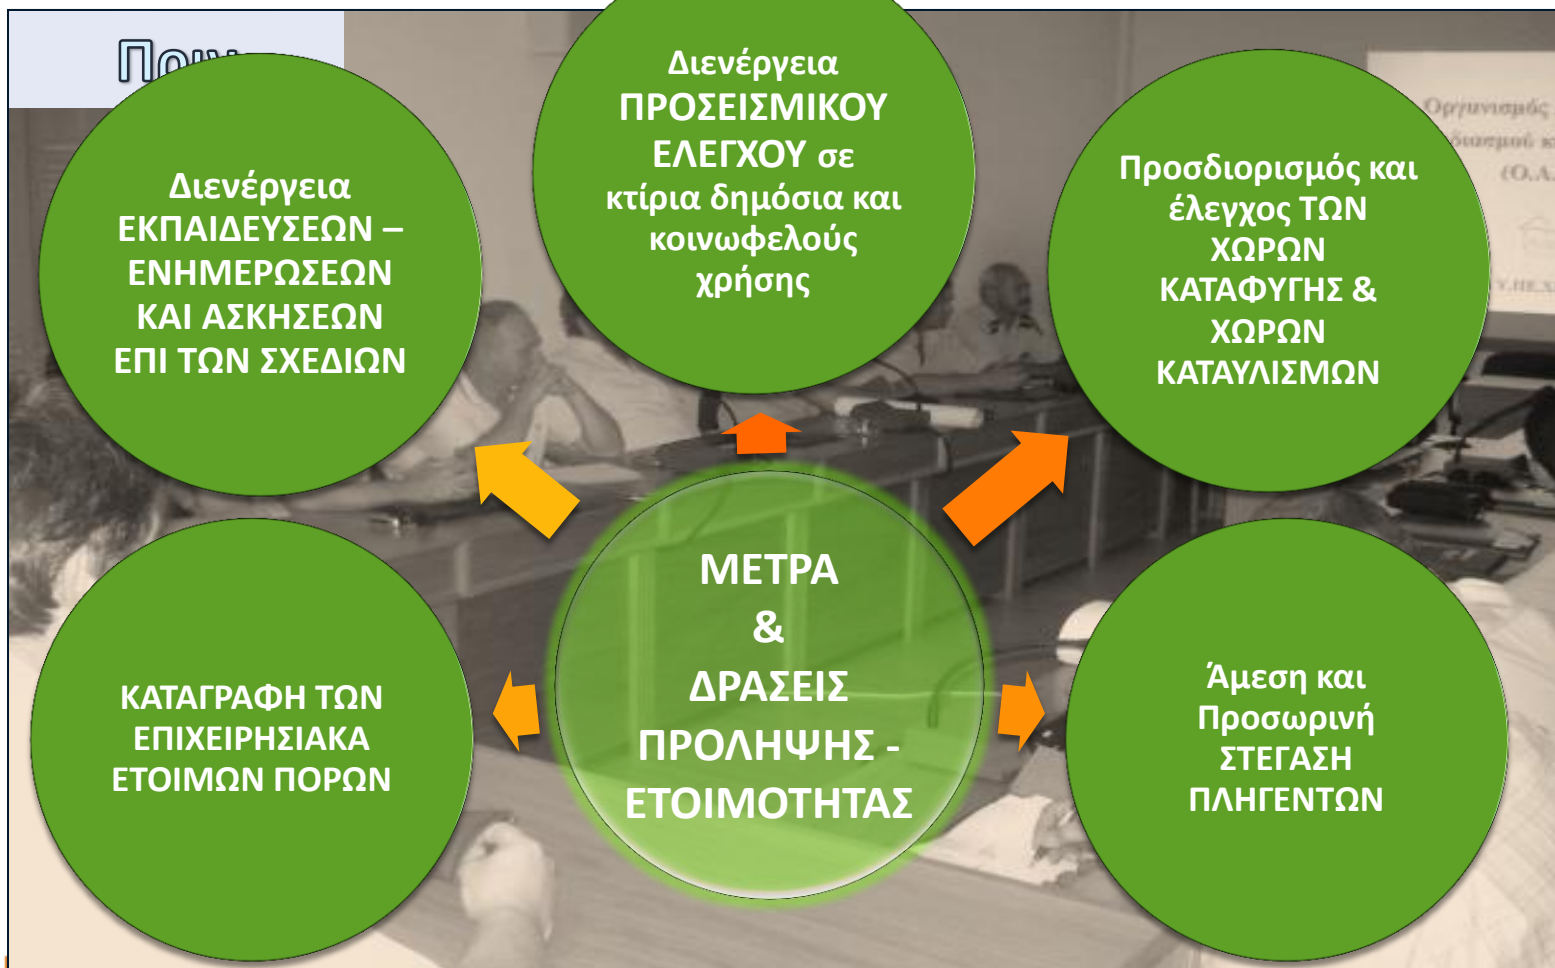 Διενέργεια
ΠΡΟΣΕΙΣΜΙΚΟΥ
ΕΛΕΓΧΟΥ σε
κτίρια δημόσια και
κοινωφελούς
χρήσης
Διενέργεια
ΕΚΠΑΙΔΕΥΣΕΩΝ –
ΕΝΗΜΕΡΩΣΕΩΝ
ΚΑΙ ΑΣΚΗΣΕΩΝ
ΕΠΙ ΤΩΝ ΣΧΕΔΙΩΝ
Προσδιορισμός και
έλεγχος ΤΩΝ
ΧΩΡΩΝ
ΚΑΤΑΦΥΓΗΣ &
ΧΩΡΩΝ
ΚΑΤΑΥΛΙΣΜΩΝ
Οργανισμός
(Ο.Α.
ΜΕΤΡΑ
&
ΔΡΑΣΕΙΣ
ΠΡΟΛΗΨΗΣ -
ΕΤΟΙΜΟΤΗΤΑΣ
ΚΑΤΑΓΡΑΦΗ ΤΩΝ
ΕΠΙΧΕΙΡΗΣΙΑΚΑ
ΕΤΟΙΜΩΝ ΠΟΡΩΝ
Άμεση και
Προσωρινή
ΣΤΕΓΑΣΗ
ΠΛΗΓΕΝΤΩΝ